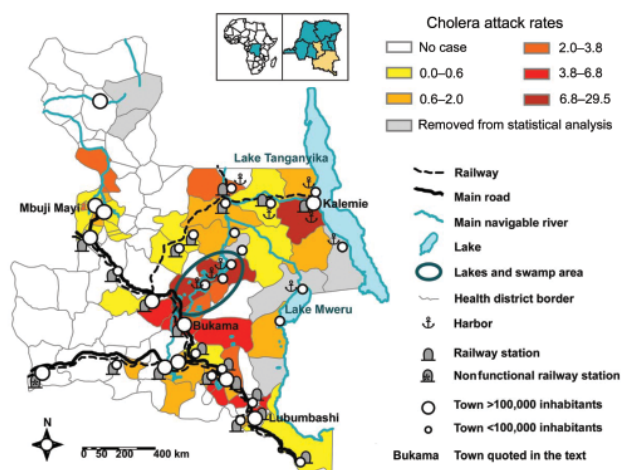 Cholera attack rates
No case
0.0–0.6
0.6–2.0
2.0–3.8
3.8–6.8
6.8–29.5
Removed from statistical analysis
Railway
Main road
Main navigable river
Lake
Lakes and swamp area
Health district border
Harbor
Railway station
Nonfunctional railway station
Town >100,000 inhabitants
Town <100,000 inhabitants
Bukama Town quoted in the text
Lake Tanganyika
Kalemie
Mbuji Mayi
Lake Mweru
Bukama
Lubumbashi
N
0 50 100 200 400 km